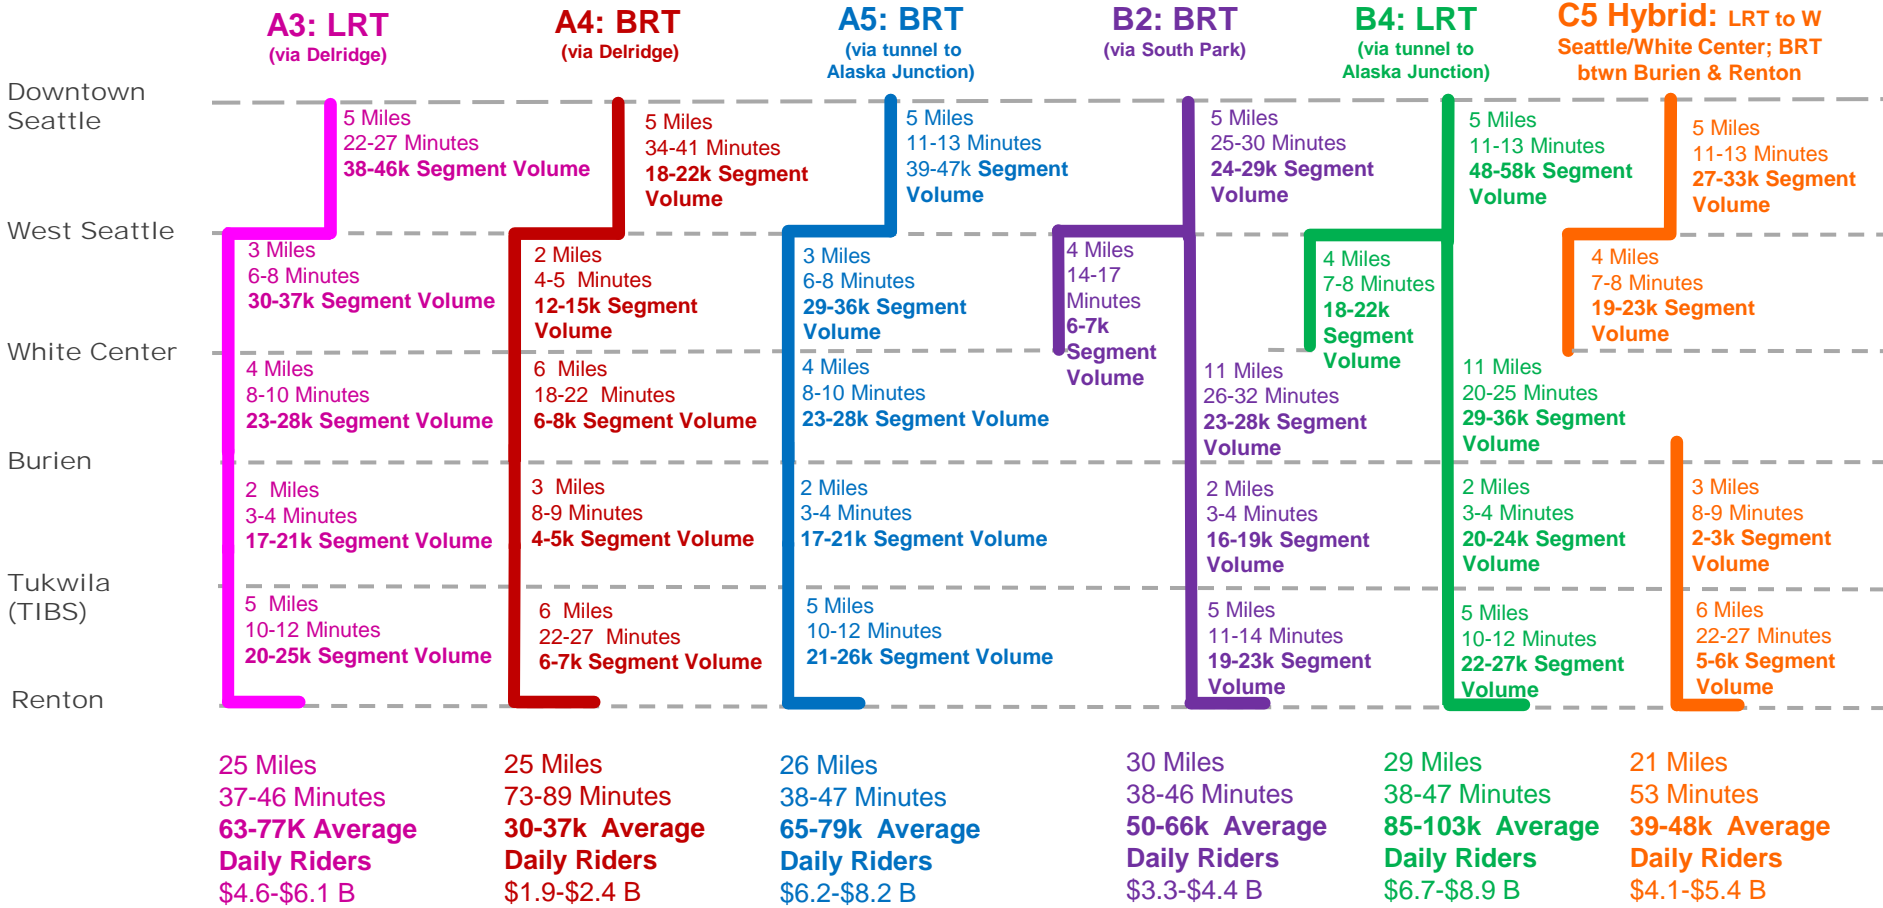 A3: LRT
(via Delridge)
A4: BRT
(via Delridge)
A5: BRT
(via tunnel to
Alaska Junction)
B2: BRT
(via South Park)
B4: LRT
(via tunnel to
Alaska Junction)
C5 Hybrid: LRT to W
Seattle/White Center; BRT
btwn Burien & Renton
Downtown
Seattle
5 Miles
22-27 Minutes
38-46k Segment Volume
5 Miles
34-41 Minutes
18-22k Segment
Volume
5 Miles
11-13 Minutes
39-47k Segment
Volume
5 Miles
25-30 Minutes
24-29k Segment
Volume
5 Miles
11-13 Minutes
48-58k Segment
Volume
5 Miles
11-13 Minutes
27-33k Segment
Volume
West Seattle
3 Miles
6-8 Minutes
30-37k Segment Volume
2 Miles
4-5 Minutes
12-15k Segment
Volume
3 Miles
6-8 Minutes
29-36k Segment
Volume
4 Miles
14-17
Minutes
6-7k
Segment
Volume
4 Miles
7-8 Minutes
18-22k
Segment
Volume
4 Miles
7-8 Minutes
19-23k Segment
Volume
White Center
4 Miles
8-10 Minutes
23-28k Segment Volume
6 Miles
18-22 Minutes
6-8k Segment Volume
4 Miles
8-10 Minutes
23-28k Segment Volume
11 Miles
26-32 Minutes
23-28k Segment
Volume
11 Miles
20-25 Minutes
29-36k Segment
Volume
Burien
2 Miles
3-4 Minutes
17-21k Segment Volume
3 Miles
8-9 Minutes
4-5k Segment Volume
2 Miles
3-4 Minutes
17-21k Segment Volume
2 Miles
3-4 Minutes
16-19k Segment
Volume
2 Miles
3-4 Minutes
20-24k Segment
Volume
3 Miles
8-9 Minutes
2-3k Segment
Volume
Tukwila
(TIBS)
5 Miles
10-12 Minutes
20-25k Segment Volume
6 Miles
22-27 Minutes
6-7k Segment Volume
5 Miles
10-12 Minutes
21-26k Segment Volume
5 Miles
11-14 Minutes
19-23k Segment
Volume
5 Miles
10-12 Minutes
22-27k Segment
Volume
6 Miles
22-27 Minutes
5-6k Segment
Volume
Renton
25 Miles
37-46 Minutes
63-77K Average
Daily Riders
$4.6-$6.1 B
25 Miles
73-89 Minutes
30-37k Average
Daily Riders
$1.9-$2.4 B
26 Miles
38-47 Minutes
65-79k Average
Daily Riders
$6.2-$8.2 B
30 Miles
38-46 Minutes
50-66k Average
Daily Riders
$3.3-$4.4 B
29 Miles
38-47 Minutes
85-103k Average
Daily Riders
$6.7-$8.9 B
21 Miles
53 Minutes
39-48k Average
Daily Riders
$4.1-$5.4 B